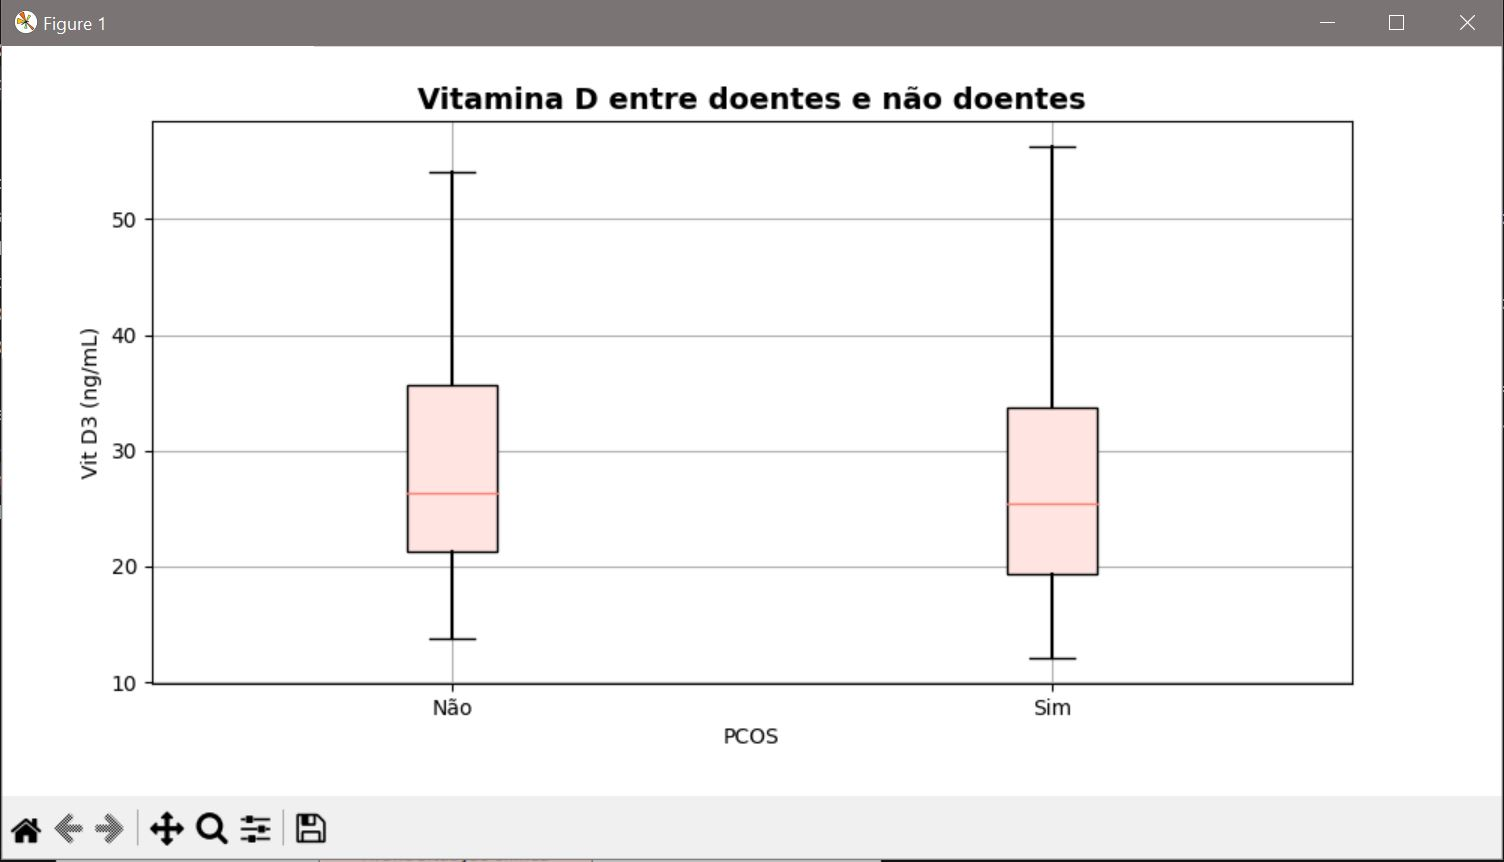 Figure 1
Vitamina D entre doentes e não doentes
50
40
30
20
10
Vit D3 (ng/mL)
Não
Sim
PCOS